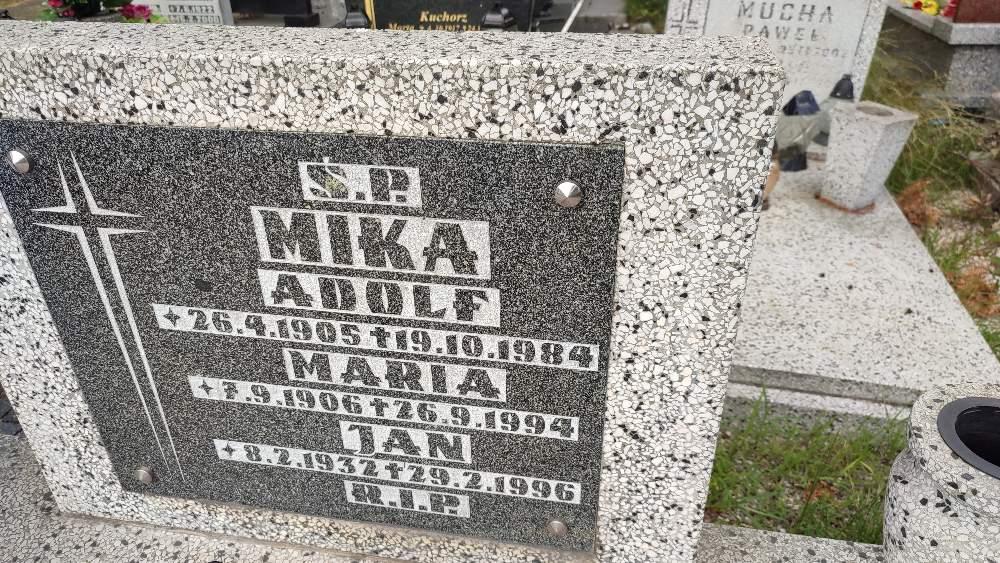 Kuchorz
MUCHA
PAWEŁ
Ś.P.
MIKA
ADOLF
26.4.1905 ✝ 19.10.1984
MARIA
7.9.1906 ✝ 26.9.1994
JAN
8.2.1932 ✝ 29.2.1996
R.I.P.